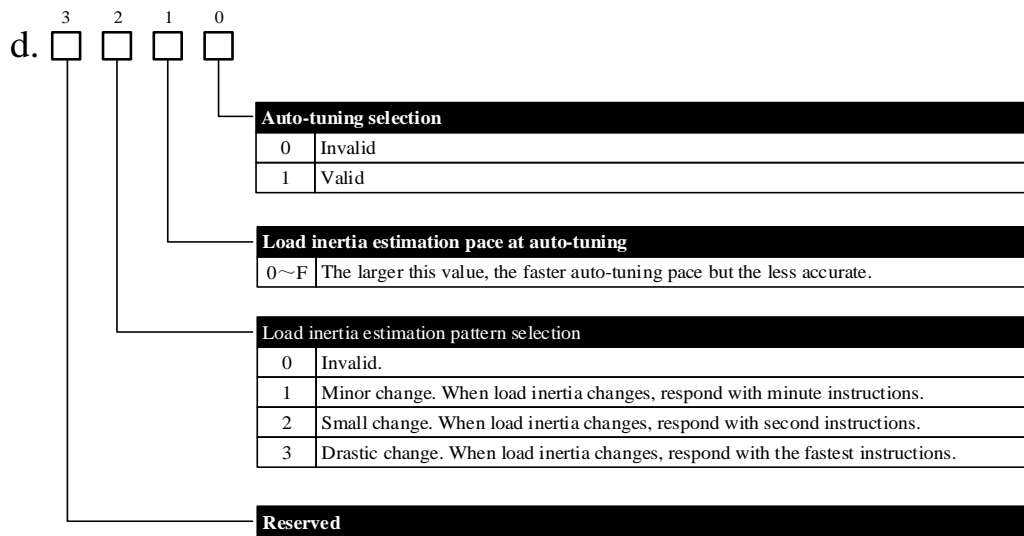 3 2 1 0
d.
Auto-tuning selection
0 Invalid
1 Valid
Load inertia estimation pace at auto-tuning
0～F The larger this value, the faster auto-tuning pace but the less accurate.
Load inertia estimation pattern selection
0 Invalid.
1 Minor change. When load inertia changes, respond with minute instructions.
2 Small change. When load inertia changes, respond with second instructions.
3 Drastic change. When load inertia changes, respond with the fastest instructions.
Reserved